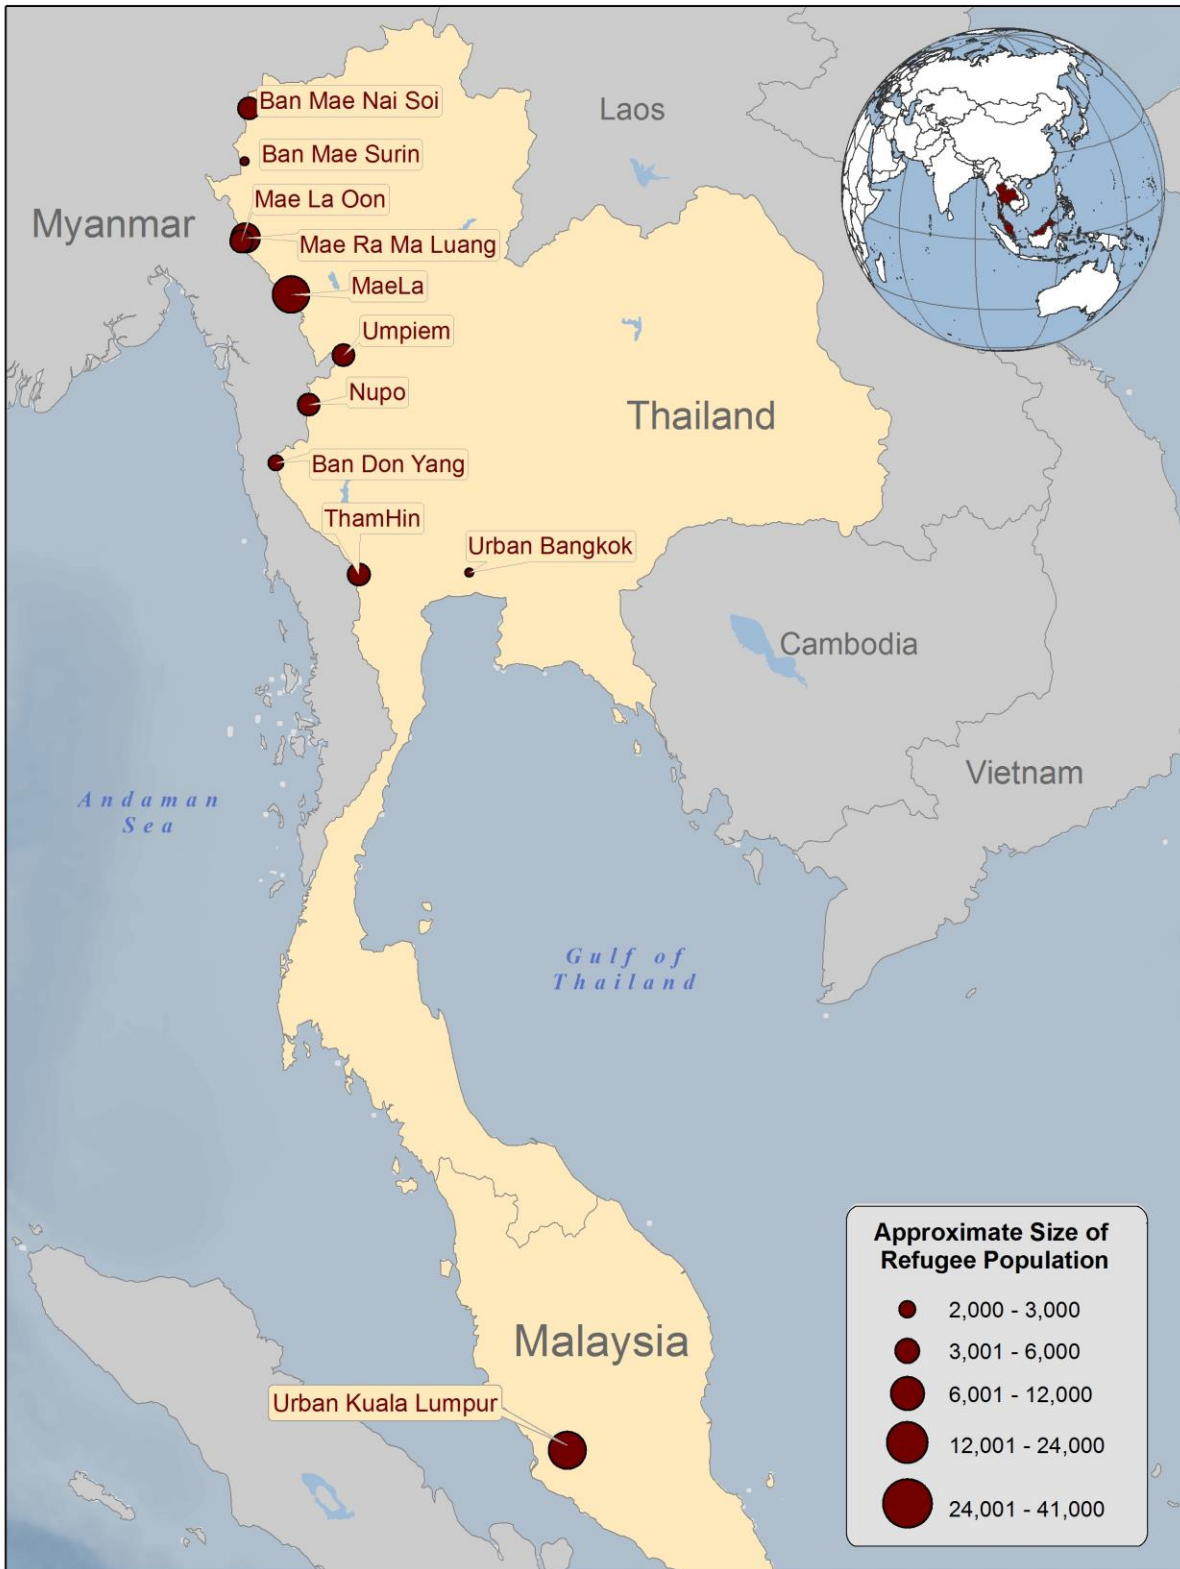 Ban Mae Nai Soi
Laos
Ban Mae Surin
Mae La Oon
Myanmar
Mae Ra Ma Luang
MaeLa
Umpiem
Nupo
Thailand
Ban Don Yang
ThamHin
Urban Bangkok
Cambodia
Vietnam
Andaman
Sea
Gulf of
Thailand
Approximate Size of
Refugee Population
2,000 - 3,000
3,001 - 6,000
6,001 - 12,000
12,001 - 24,000
24,001 - 41,000
Malaysia
Urban Kuala Lumpur